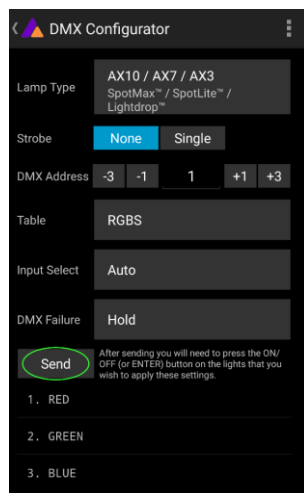 DMX Configurator
Lamp Type
AX10 / AX7 / AX3
SpotMax™ / SpotLite™ /
Lightdrop™
Strobe
None Single
DMX Address -3 -1 1 +1 +3
Table
RGBS
Input Select
Auto
DMX Failure
Hold
Send
After sending you will need to press the ON/
OFF (or ENTER) button on the lights that you
wish to apply these settings.
1. RED
2. GREEN
3. BLUE